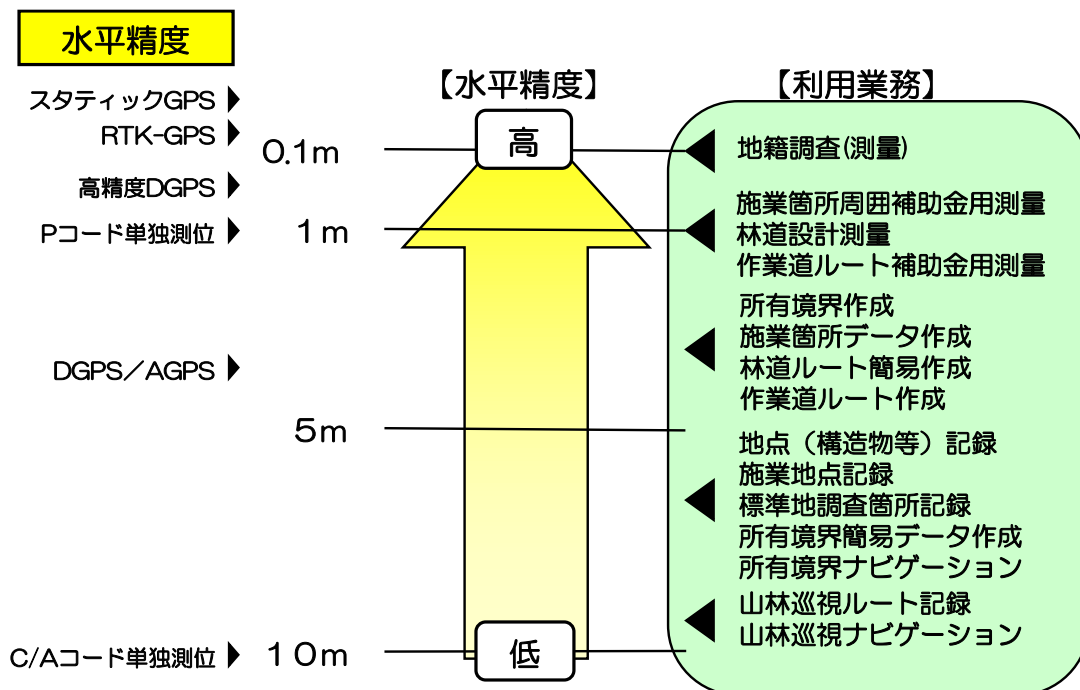 水平精度
スタティックGPS
RTK-GPS
高精度DGPS
Pコード単独測位
DGPS／AGPS
C/Aコード単独測位
【水平精度】
高
0.1m
1m
5m
10m
低
【利用業務】
地籍調査(測量)
施業箇所周囲補助金用測量
林道設計測量
作業道ルート補助金用測量
所有境界作成
施業箇所データ作成
林道ルート簡易作成
作業道ルート作成
地点（構造物等）記録
施業地点記録
標準地調査箇所記録
所有境界簡易データ作成
所有境界ナビゲーション
山林巡視ルート記録
山林巡視ナビゲーション